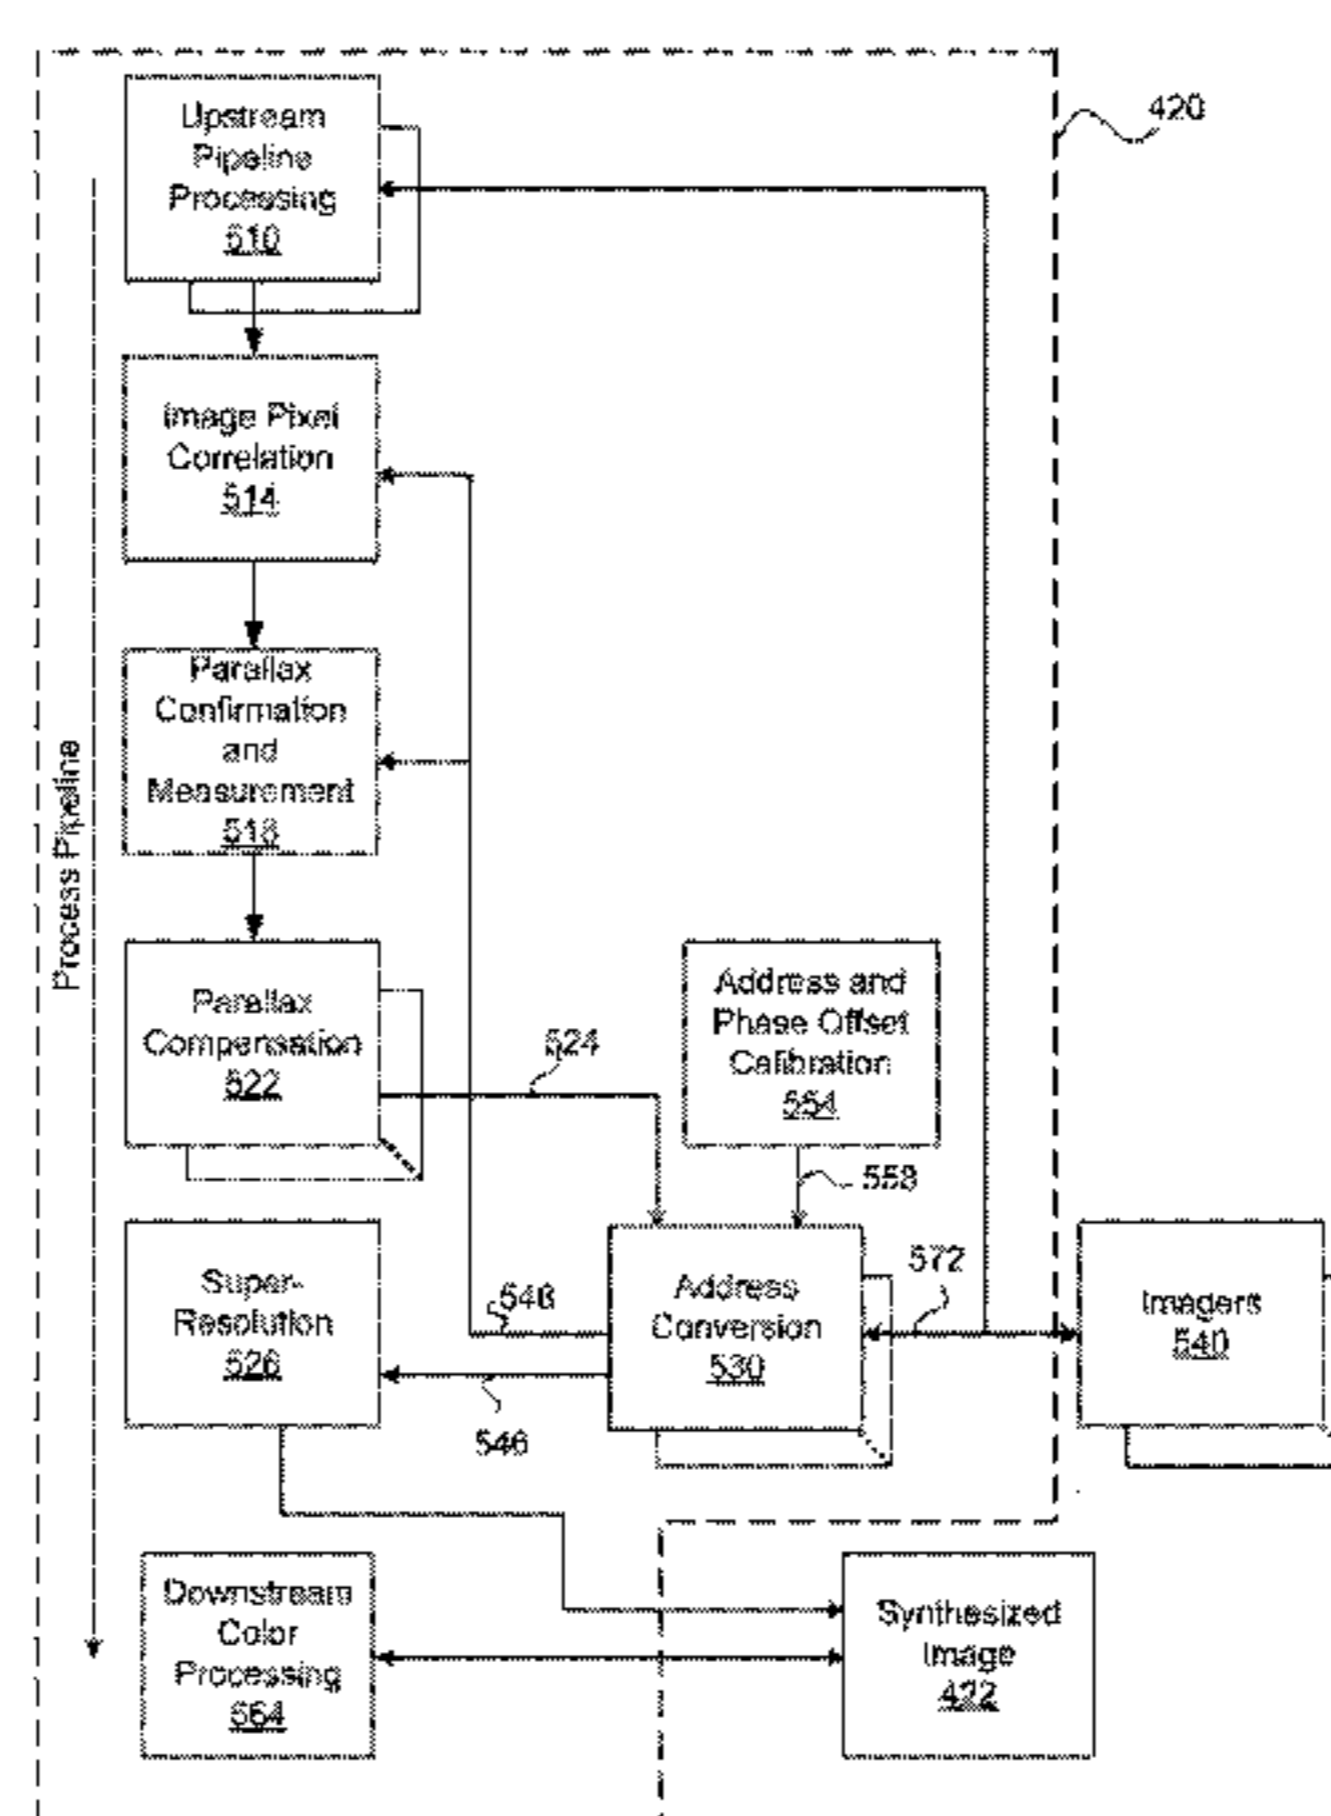 420
Upstream
Pipeline
Processing
510
Image Pixel
Correlation
514
Parallax
Confirmation
and
Measurement
518
Process Pipeline
Parallax
Compensation
522
524
Address and
Phase Offset
Calibration
554
558
Super-
Resolution
526
548
546
Address
Conversion
530
572
Imagers
540
Downstream
Color
Processing
564
Synthesized
Image
422